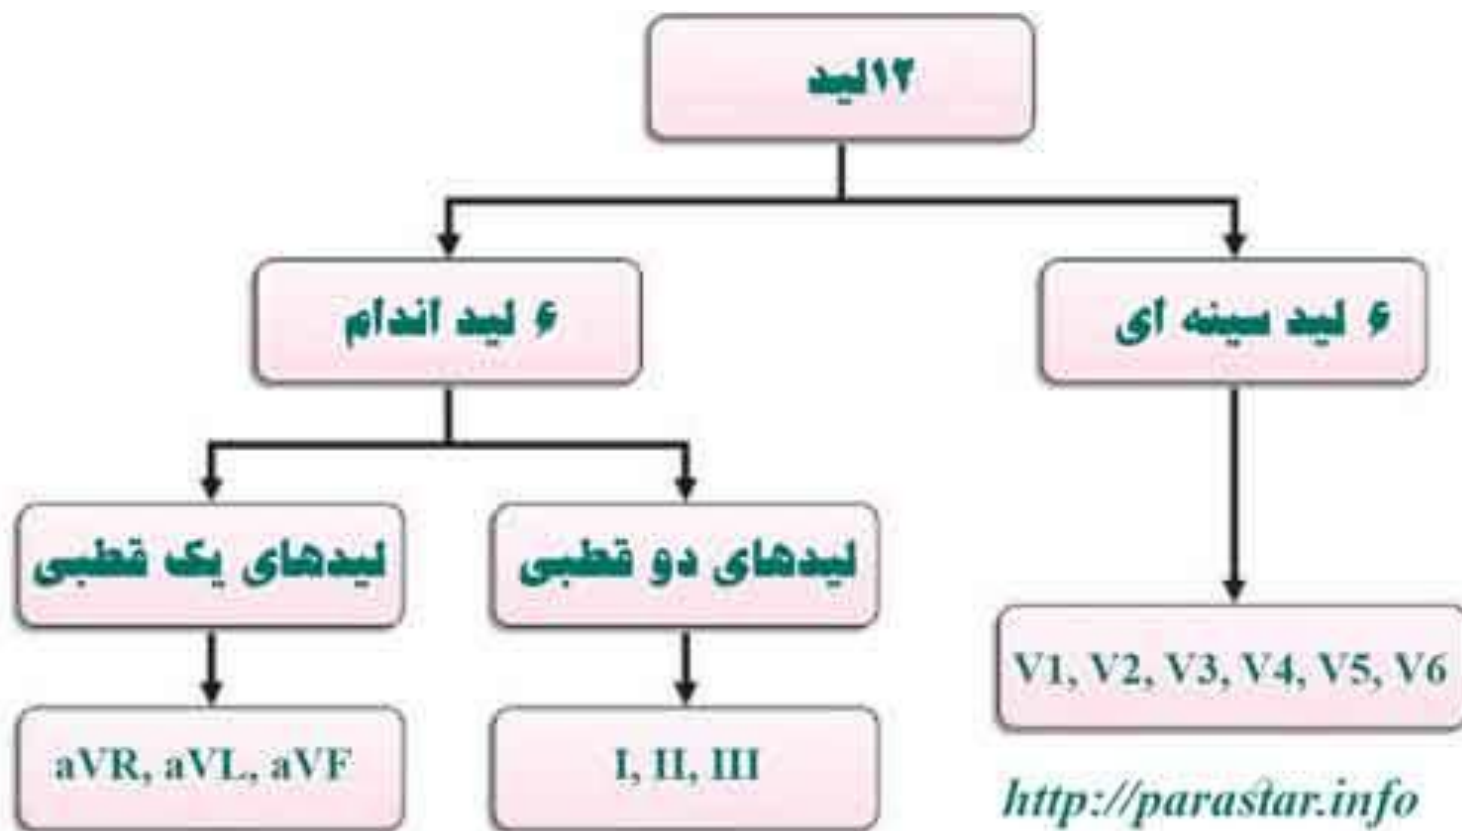 ۱۲لید
۶ لید سینه ای
۶ لید اندام
لیدهای دو قطبی
لیدهای یک قطبی
V1, V2, V3, V4, V5, V6
I, II, III
aVR, aVL, aVF
http://parastar.info